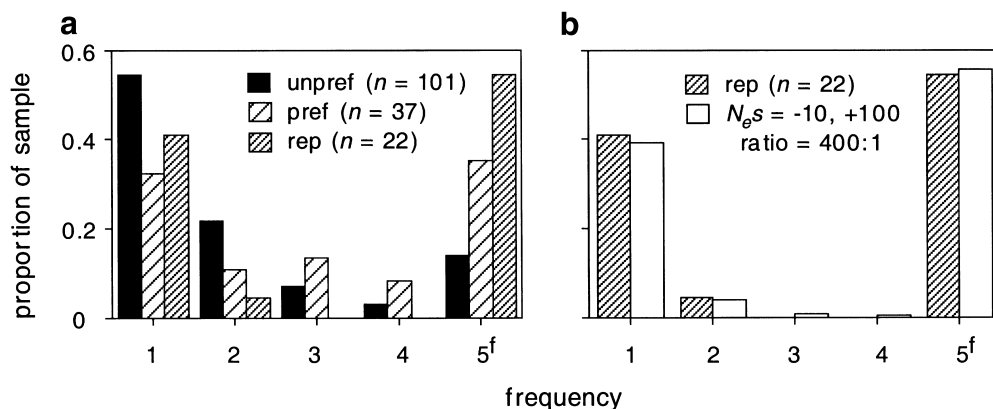 a
b
0.6
0.4
0.2
0
proportion of sample
unpref (n = 101)
pref (n = 37)
rep (n = 22)
1 2 3 4 5f
rep (n = 22)
Nes = -10, +100
ratio = 400:1
1 2 3 4 5f
frequency